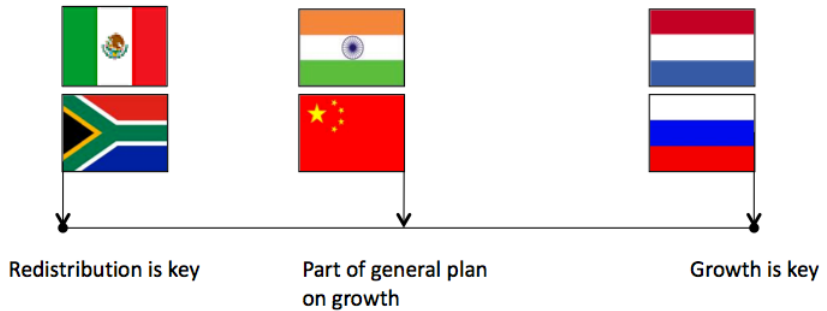 Redistribution is key
Part of general plan
on growth
Growth is key